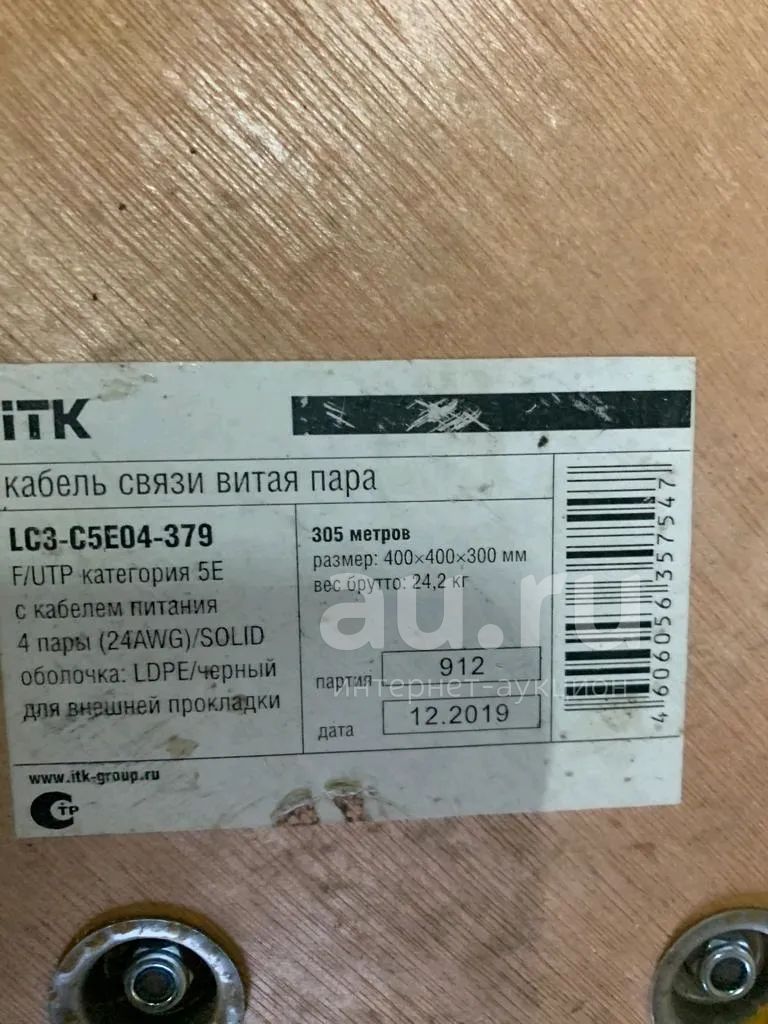 iTK
кабель связи витая пара
LC3-C5E04-379
F/UTP категория 5E
с кабелем питания
4 пары (24AWG)/SOLID
оболочка: LDPE/черный
для внешней прокладки
305 метров
размер: 400×400×300 мм
вес брутто: 24,2 кг
партия 912
дата 12.2019
4606056357547
www.itk-group.ru
СТР
au.ru
интернет-аукцион